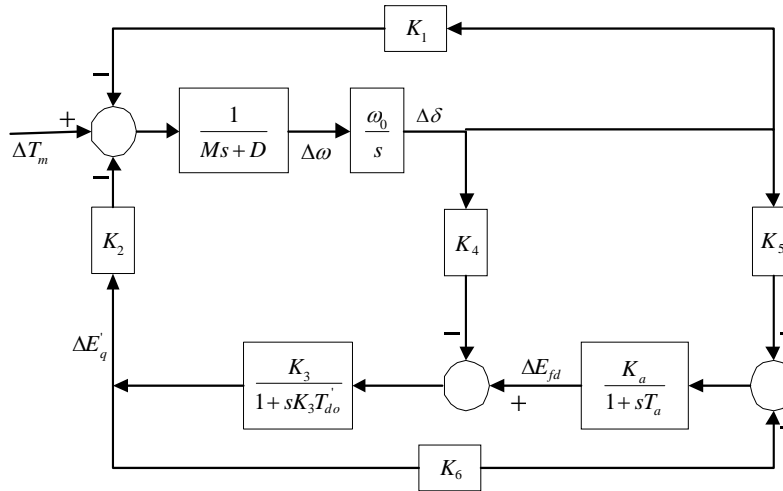 K₁
−
+
1 / (Ms + D)
ω₀ / s
Δδ
ΔTₘ
Δω
−
K₂
K₄
K₅
−
−
ΔE'q
K₃ / (1 + sK₃T'do)
ΔE_fd
+
Kₐ / (1 + sTₐ)
−
K₆